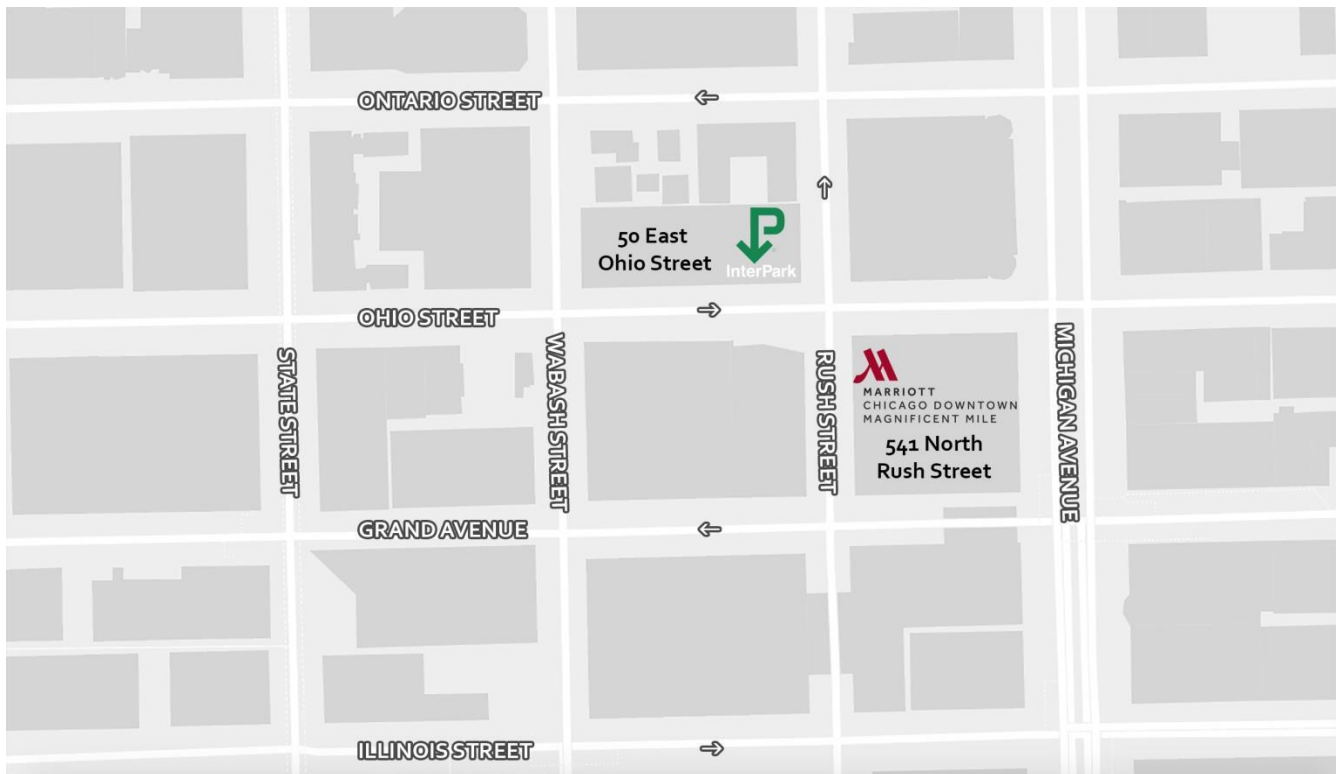 ONTARIO STREET
50 East
Ohio Street
P
InterPark
OHIO STREET
STATE STREET
WABASH STREET
RUSH STREET
MICHIGAN AVENUE
MARRIOTT
CHICAGO DOWNTOWN
MAGNIFICENT MILE
541 North
Rush Street
GRAND AVENUE
ILLINOIS STREET